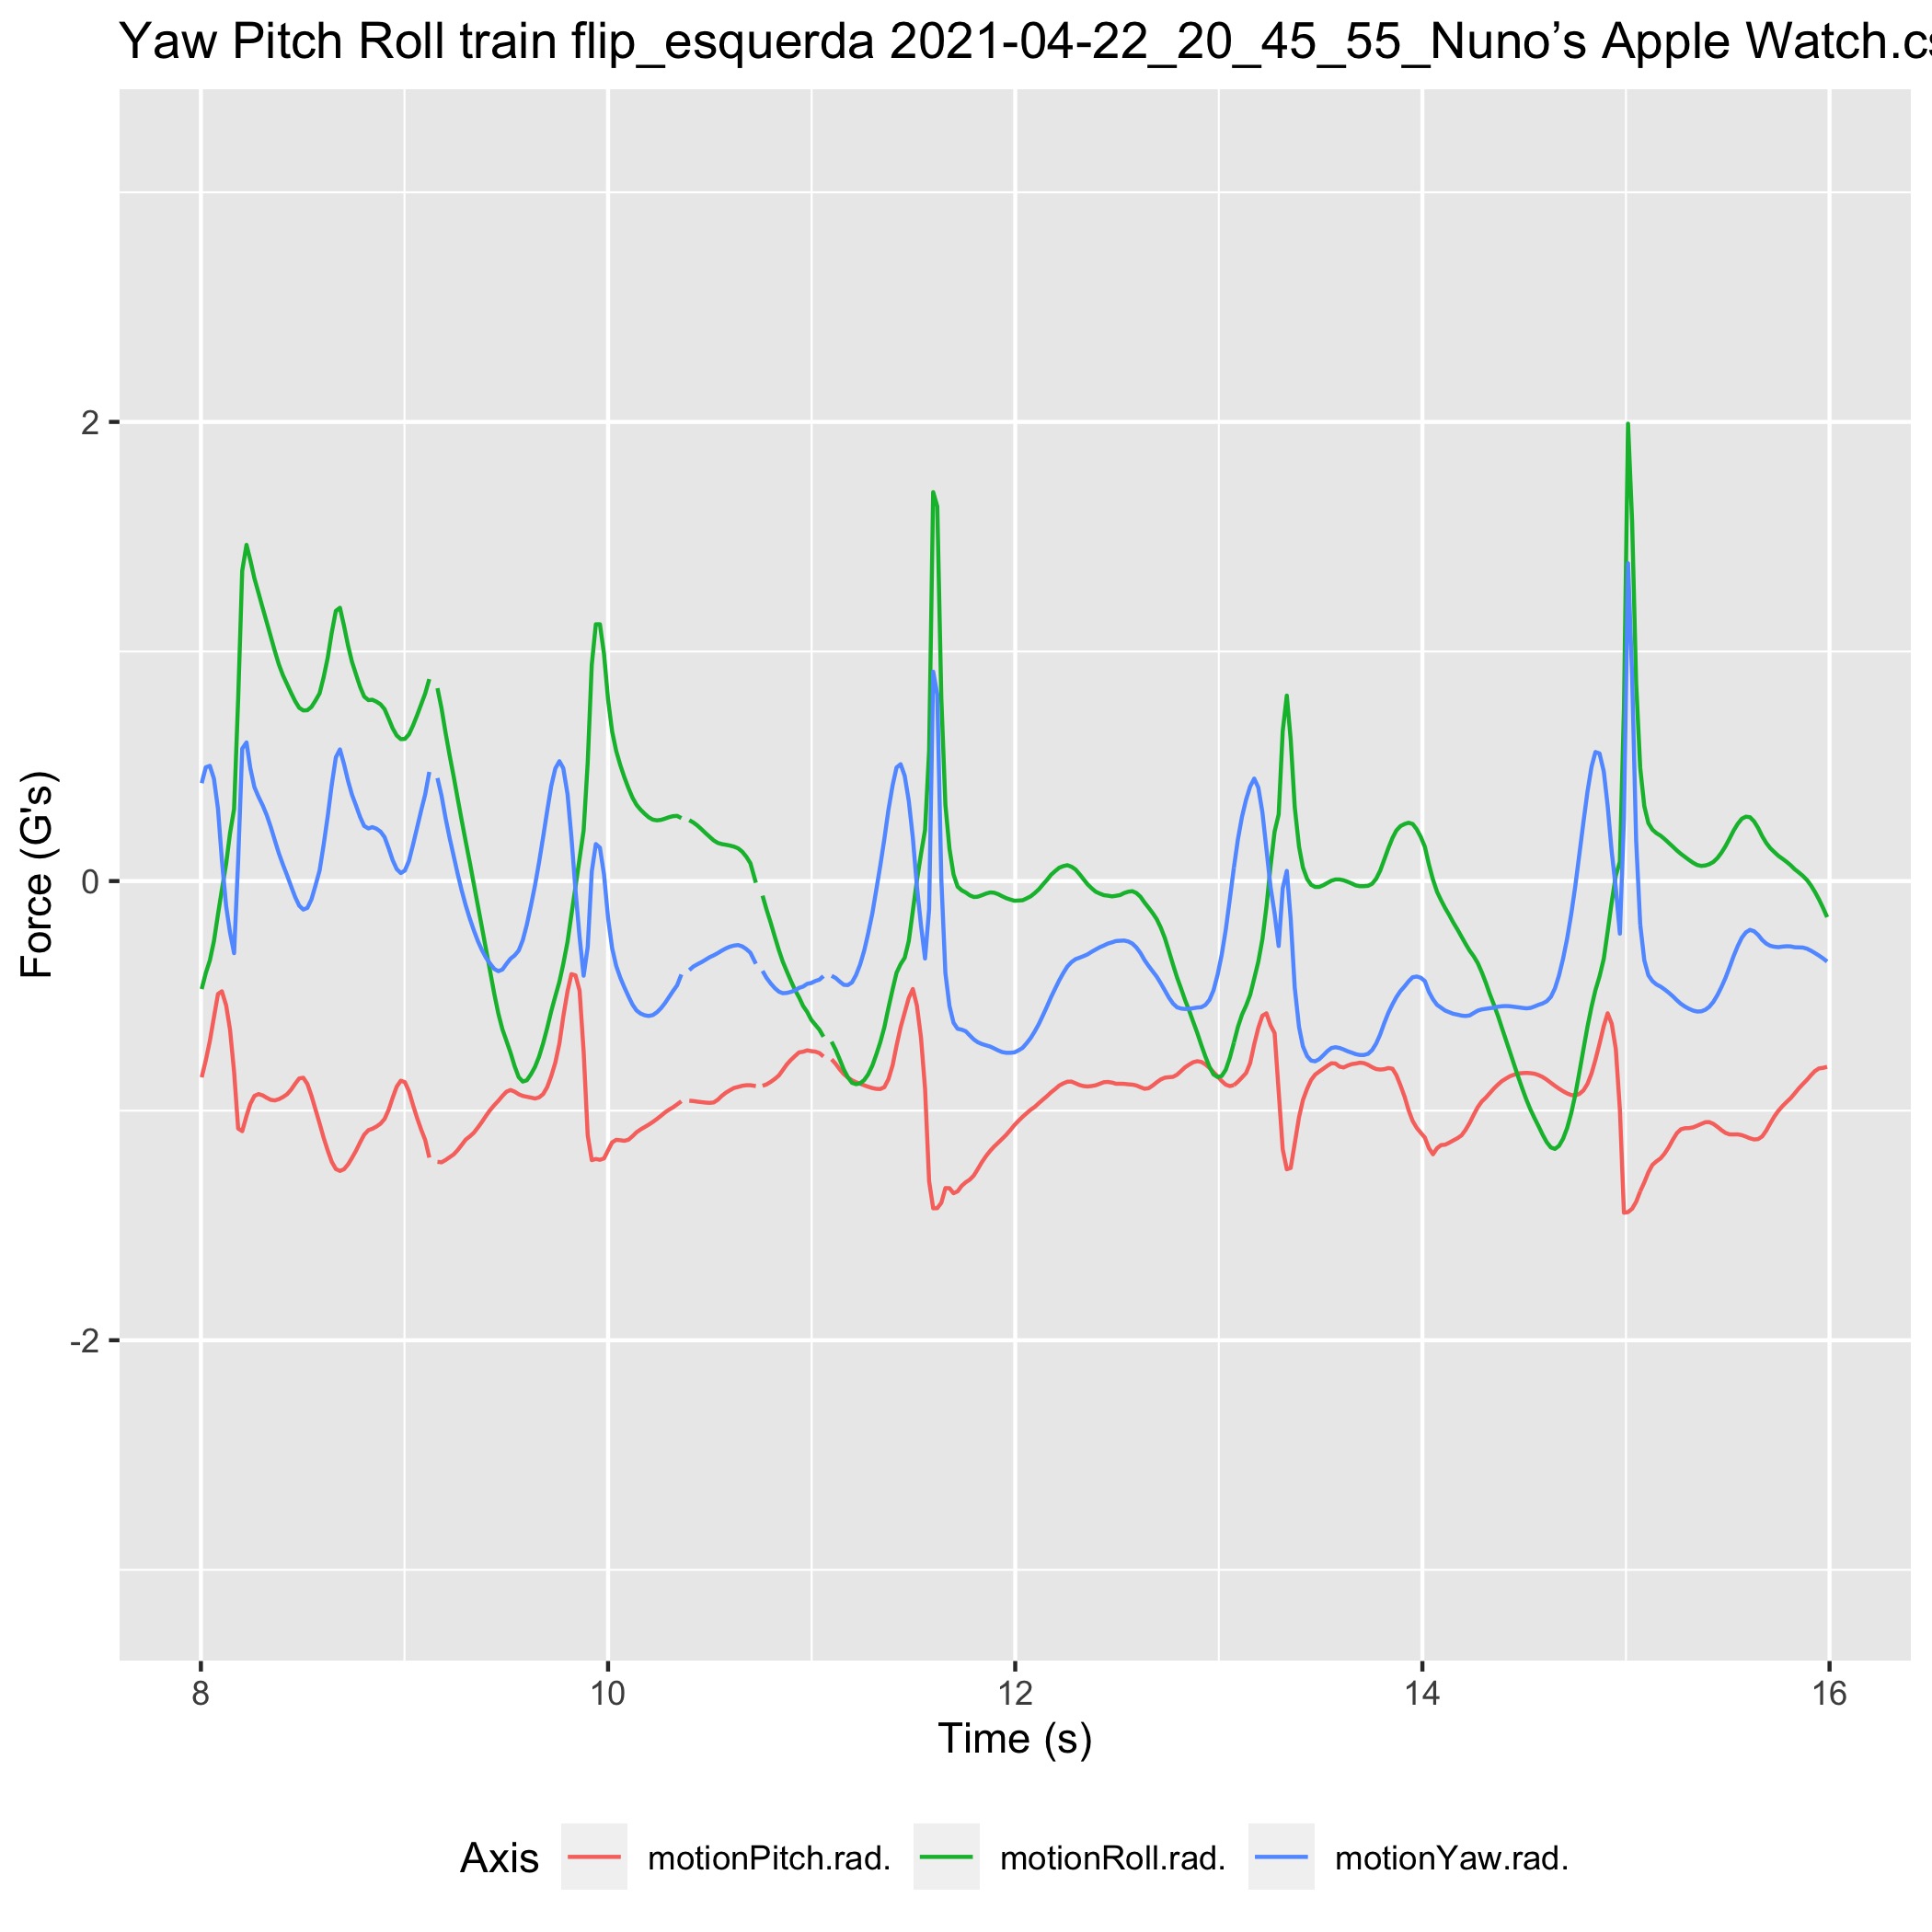 Yaw Pitch Roll train flip_esquerda 2021-04-22_20_45_55_Nuno’s Apple Watch.cs
Force (G's)
2
0
-2
8 10 12 14 16
Time (s)
Axis motionPitch.rad. motionRoll.rad. motionYaw.rad.